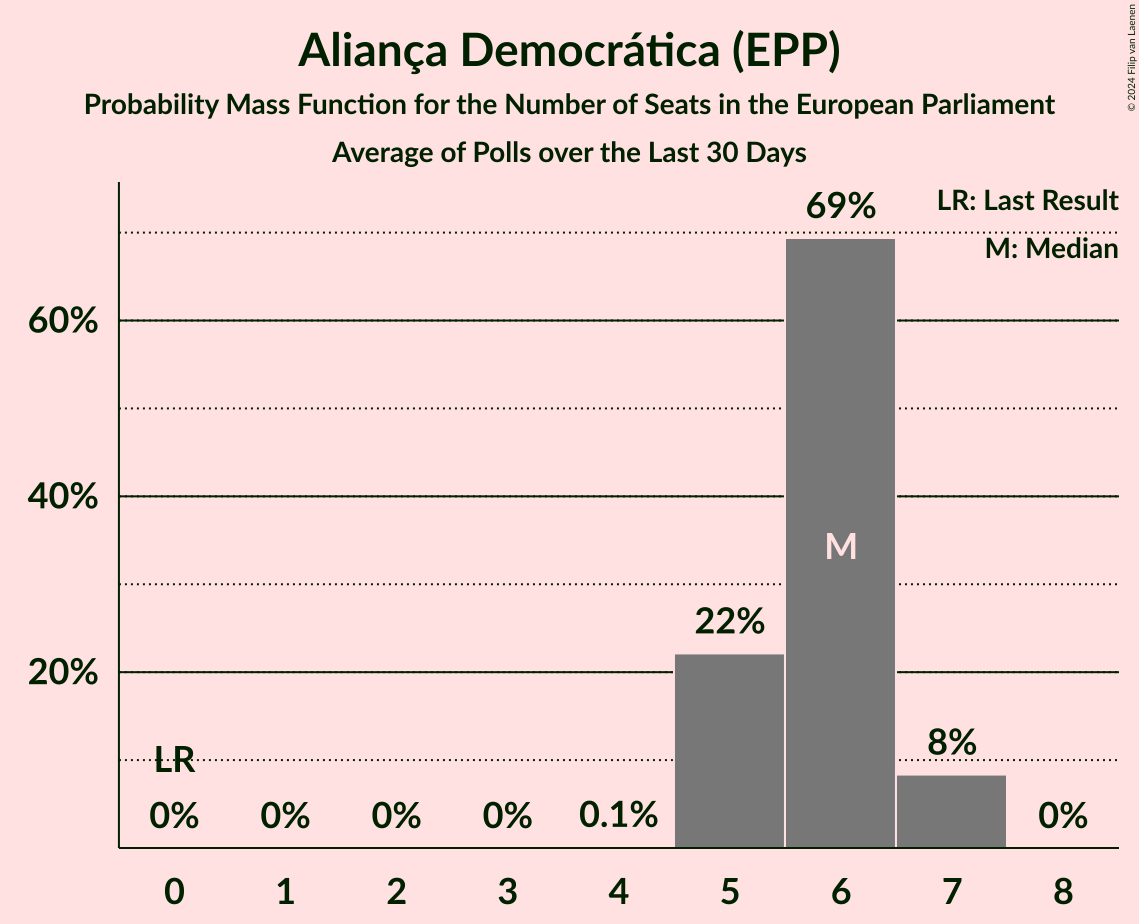 Aliança Democrática (EPP)
Probability Mass Function for the Number of Seats in the European Parliament
Average of Polls over the Last 30 Days
© 2024 Filip van Laenen
LR: Last Result
M: Median
69%
60%
40%
M
22%
20%
8%
LR
0%
0%
0%
0%
0.1%
0%
0 1 2 3 4 5 6 7 8